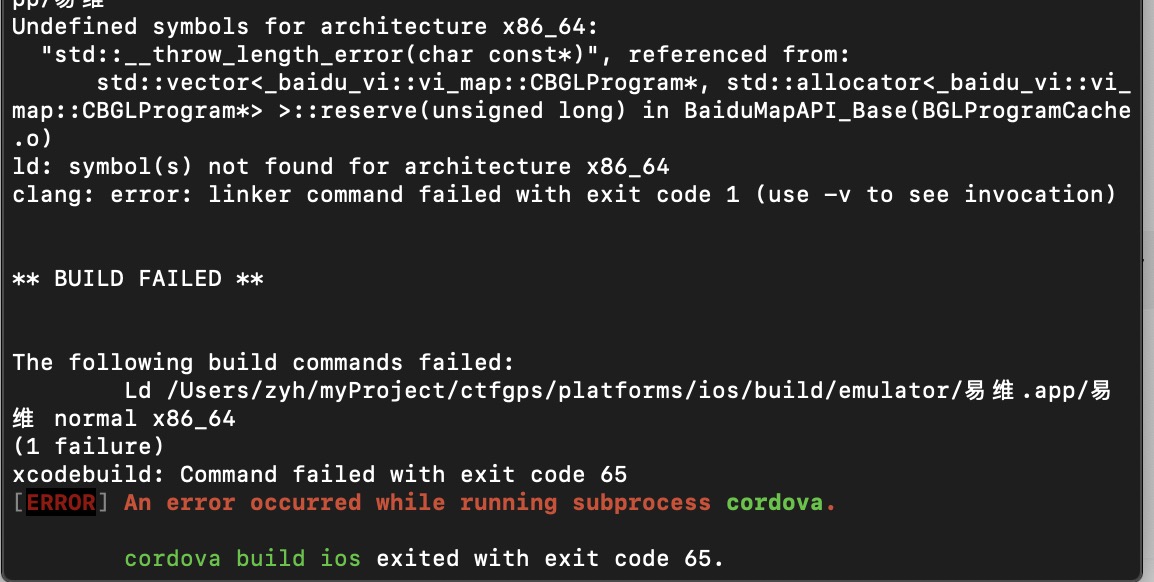 pp/易维
Undefined symbols for architecture x86_64:
  "std::__throw_length_error(char const*)", referenced from:
      std::vector<_baidu_vi::vi_map::CBGLProgram*, std::allocator<_baidu_vi::vi_
map::CBGLProgram*> >::reserve(unsigned long) in BaiduMapAPI_Base(BGLProgramCache
.o)
ld: symbol(s) not found for architecture x86_64
clang: error: linker command failed with exit code 1 (use -v to see invocation)
** BUILD FAILED **
The following build commands failed:
        Ld /Users/zyh/myProject/ctfgps/platforms/ios/build/emulator/易维.app/易
维 normal x86_64
(1 failure)
xcodebuild: Command failed with exit code 65
[ERROR] An error occurred while running subprocess cordova.
        cordova build ios exited with exit code 65.